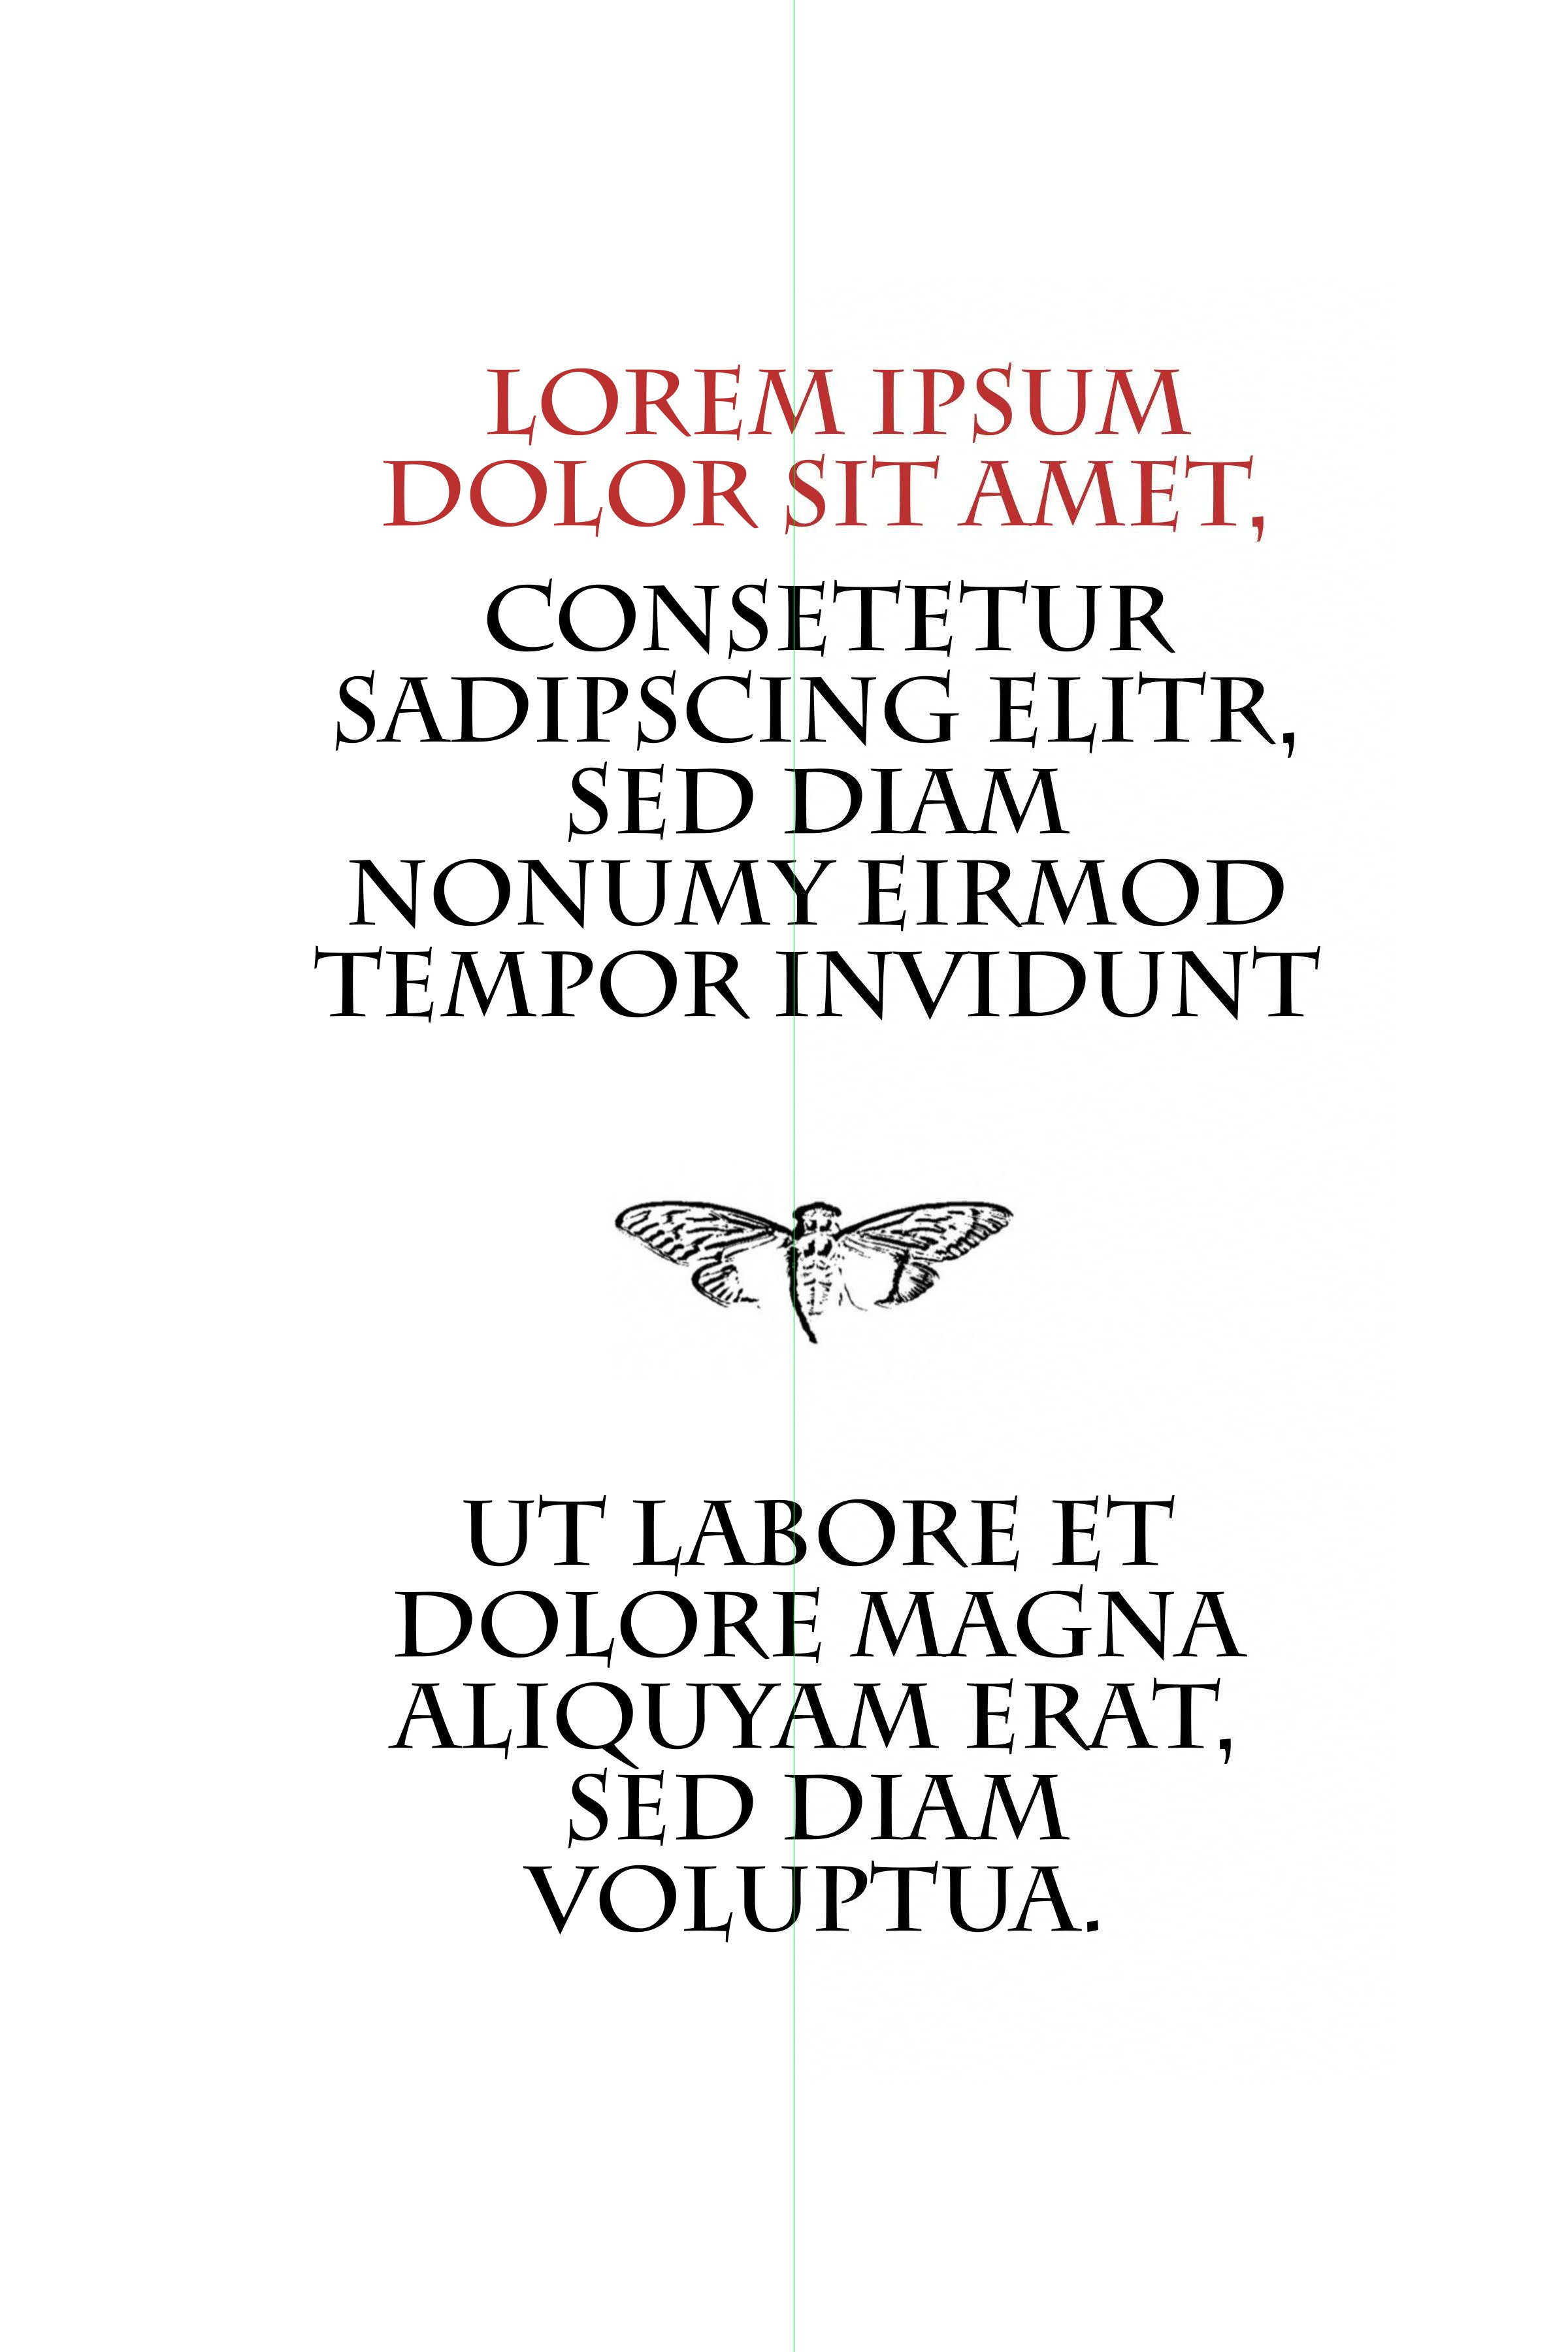 LOREM IPSUM
DOLOR SIT AMET,
CONSETETUR
SADIPSCING ELITR,
SED DIAM
NONUMY EIRMOD
TEMPOR INVIDUNT
UT LABORE ET
DOLORE MAGNA
ALIQUYAM ERAT,
SED DIAM
VOLUPTUA.